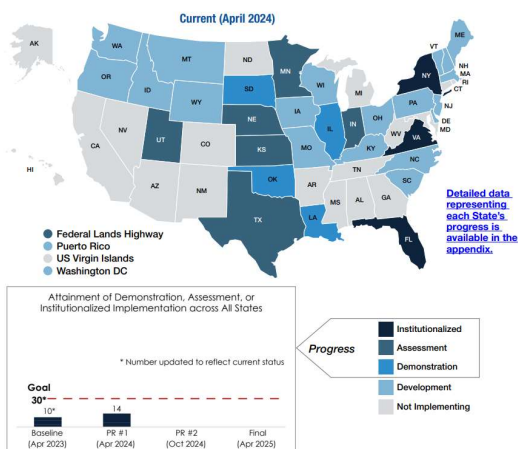 Current (April 2024)
AK
WA
OR
ID
MT
WY
ND
SD
NE
KS
OK
TX
MN
IA
MO
AR
LA
WI
IL
MI
IN
OH
KY
TN
MS
AL
GA
FL
SC
NC
VA
WV
PA
NY
VT
ME
NH
MA
RI
CT
NJ
DE
MD
CA
NV
UT
CO
AZ
NM
HI
Federal Lands Highway
Puerto Rico
US Virgin Islands
Washington DC
Detailed data
representing
each State's
progress is
available in the
appendix.
Attainment of Demonstration, Assessment, or
Institutionalized Implementation across All States
* Number updated to reflect current status
Goal
30*
10*
14
Baseline
(Apr 2023)
PR #1
(Apr 2024)
PR #2
(Oct 2024)
Final
(Apr 2025)
Progress
Institutionalized
Assessment
Demonstration
Development
Not Implementing